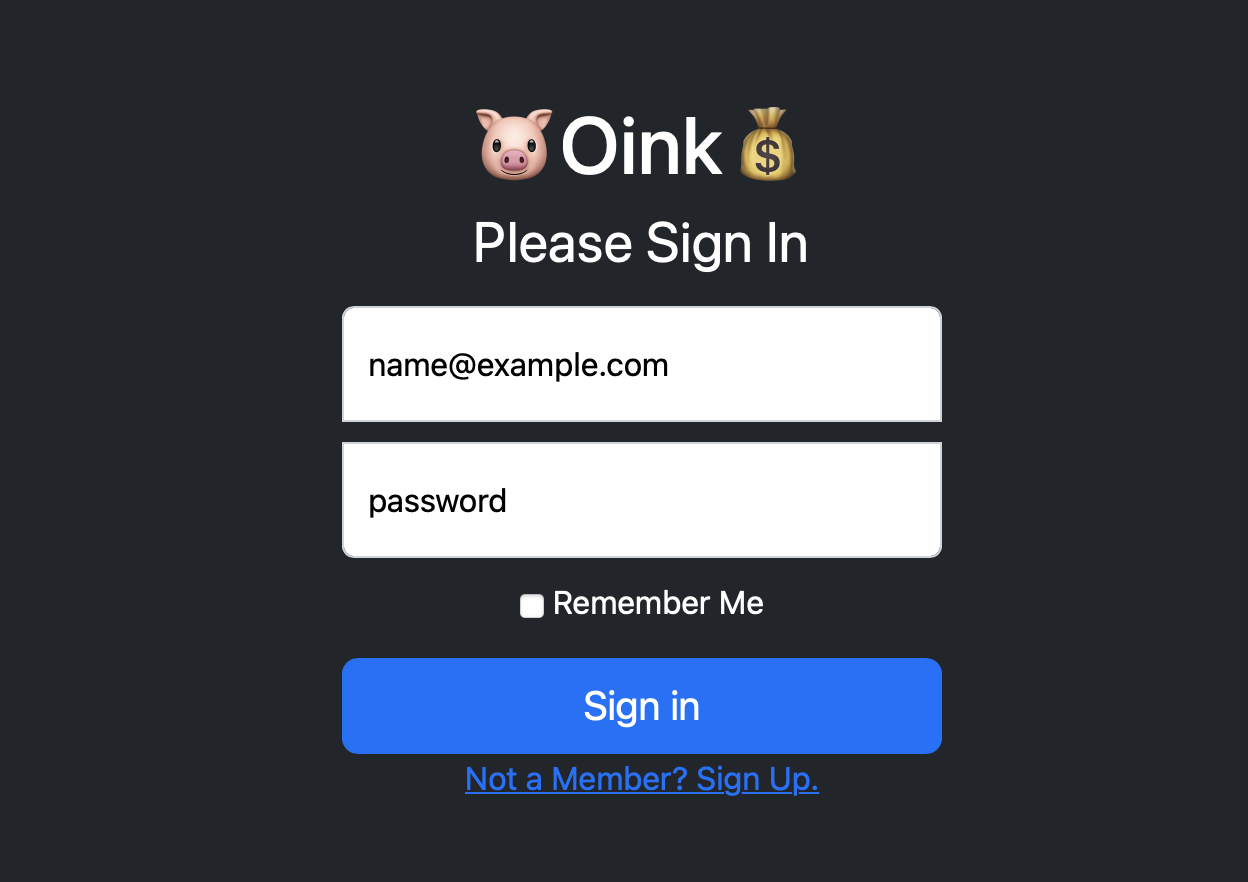 🐷Oink💰
Please Sign In
name@example.com
password
Remember Me
Sign in
Not a Member? Sign Up.